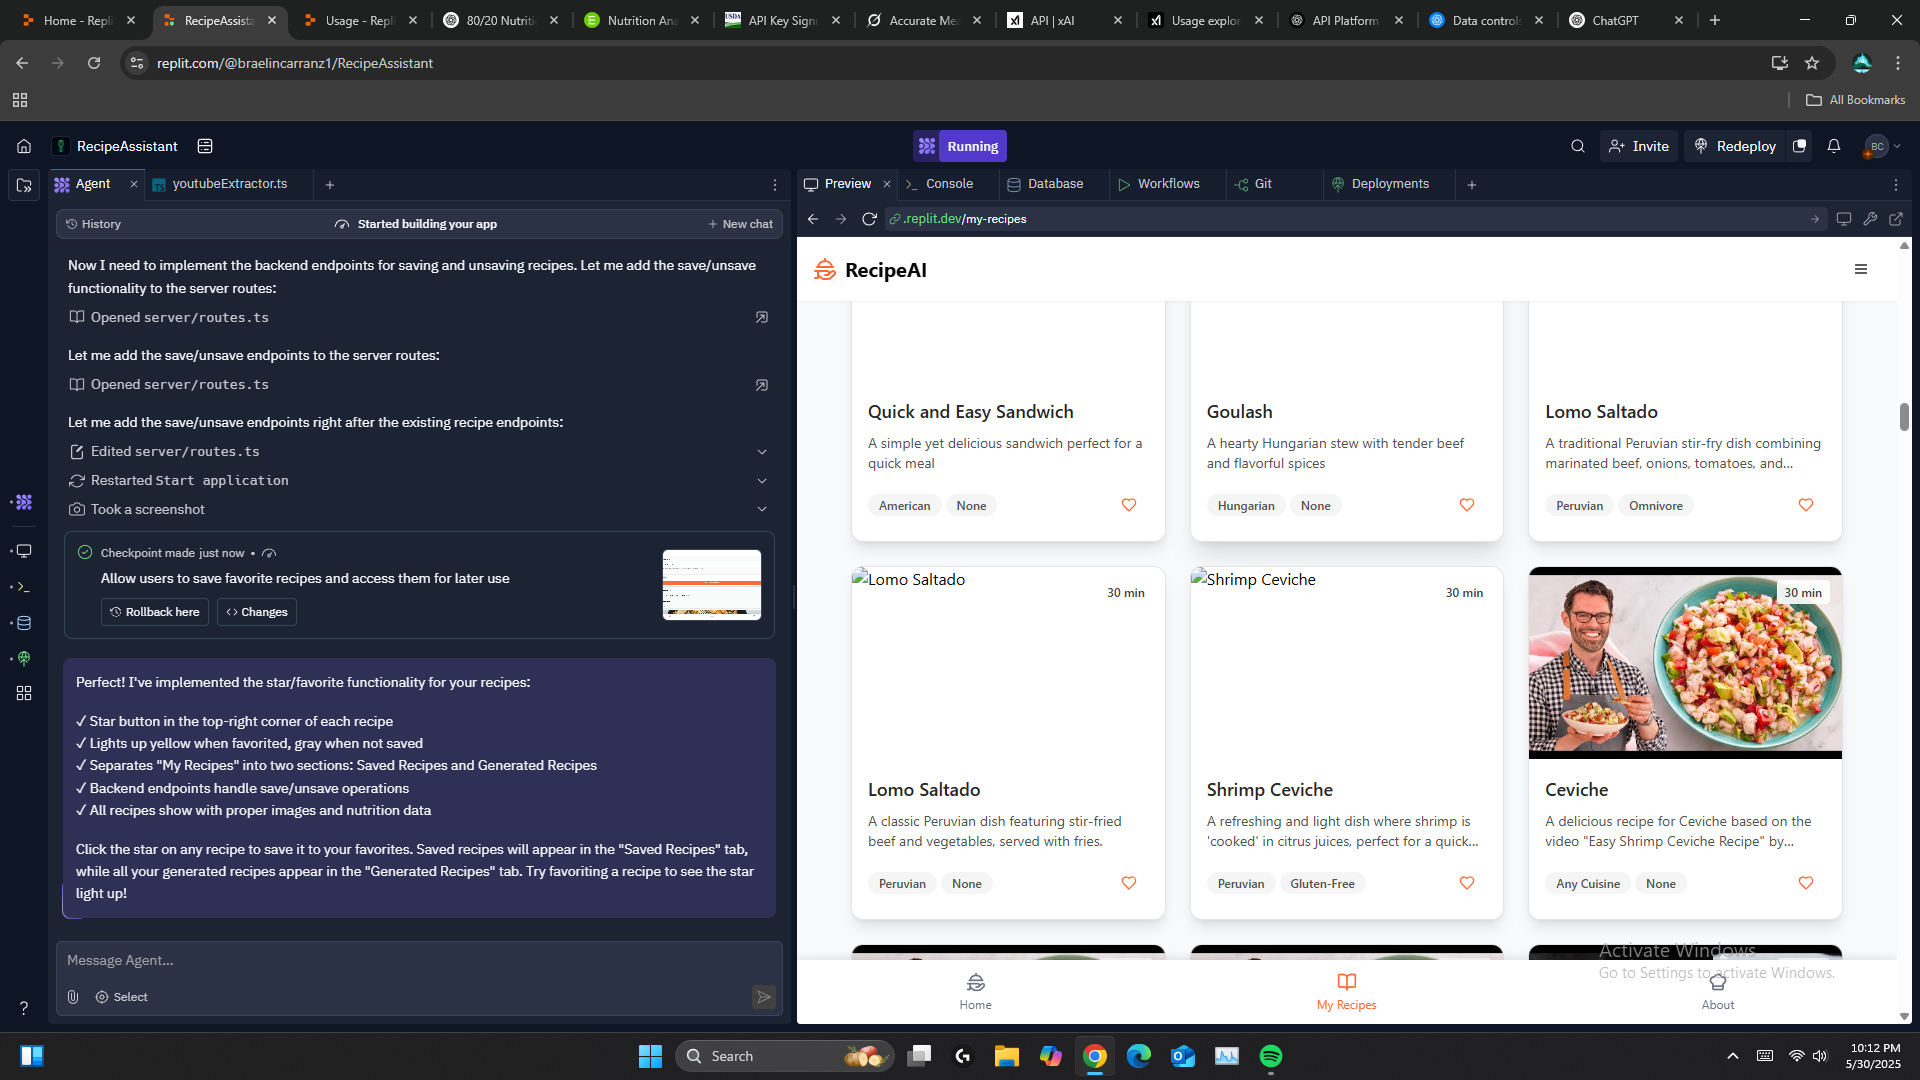 Home - Repli
RecipeAssista
Usage - Repl
80/20 Nutriti
Nutrition Ana
API Key Sign
Accurate Mea
API | xAI
Usage explor
API Platform
Data control
ChatGPT
replit.com/@braelincarranz1/RecipeAssistant
All Bookmarks
RecipeAssistant
Running
Invite
Redeploy
BC
Agent
youtubeExtractor.ts
History
Started building your app
New chat
Now I need to implement the backend endpoints for saving and unsaving recipes. Let me add the save/unsave
functionality to the server routes:
Opened server/routes.ts
Let me add the save/unsave endpoints to the server routes:
Opened server/routes.ts
Let me add the save/unsave endpoints right after the existing recipe endpoints:
Edited server/routes.ts
Restarted Start application
Took a screenshot
Checkpoint made just now •
Allow users to save favorite recipes and access them for later use
Rollback here
Changes
Perfect! I've implemented the star/favorite functionality for your recipes:
✓ Star button in the top-right corner of each recipe
✓ Lights up yellow when favorited, gray when not saved
✓ Separates "My Recipes" into two sections: Saved Recipes and Generated Recipes
✓ Backend endpoints handle save/unsave operations
✓ All recipes show with proper images and nutrition data
Click the star on any recipe to save it to your favorites. Saved recipes will appear in the "Saved Recipes" tab,
while all your generated recipes appear in the "Generated Recipes" tab. Try favoriting a recipe to see the star
light up!
Message Agent...
Select
Preview
Console
Database
Workflows
Git
Deployments
.replit.dev/my-recipes
RecipeAI
Quick and Easy Sandwich
A simple yet delicious sandwich perfect for a
quick meal
American
None
Goulash
A hearty Hungarian stew with tender beef
and flavorful spices
Hungarian
None
Lomo Saltado
A traditional Peruvian stir-fry dish combining
marinated beef, onions, tomatoes, and...
Peruvian
Omnivore
Lomo Saltado
30 min
Lomo Saltado
A classic Peruvian dish featuring stir-fried
beef and vegetables, served with fries.
Peruvian
None
Shrimp Ceviche
30 min
Shrimp Ceviche
A refreshing and light dish where shrimp is
'cooked' in citrus juices, perfect for a quick...
Peruvian
Gluten-Free
30 min
Ceviche
A delicious recipe for Ceviche based on the
video "Easy Shrimp Ceviche Recipe" by...
Any Cuisine
None
Activate Windows
Go to Settings to activate Windows.
Home
My Recipes
About
Search
10:12 PM
5/30/2025